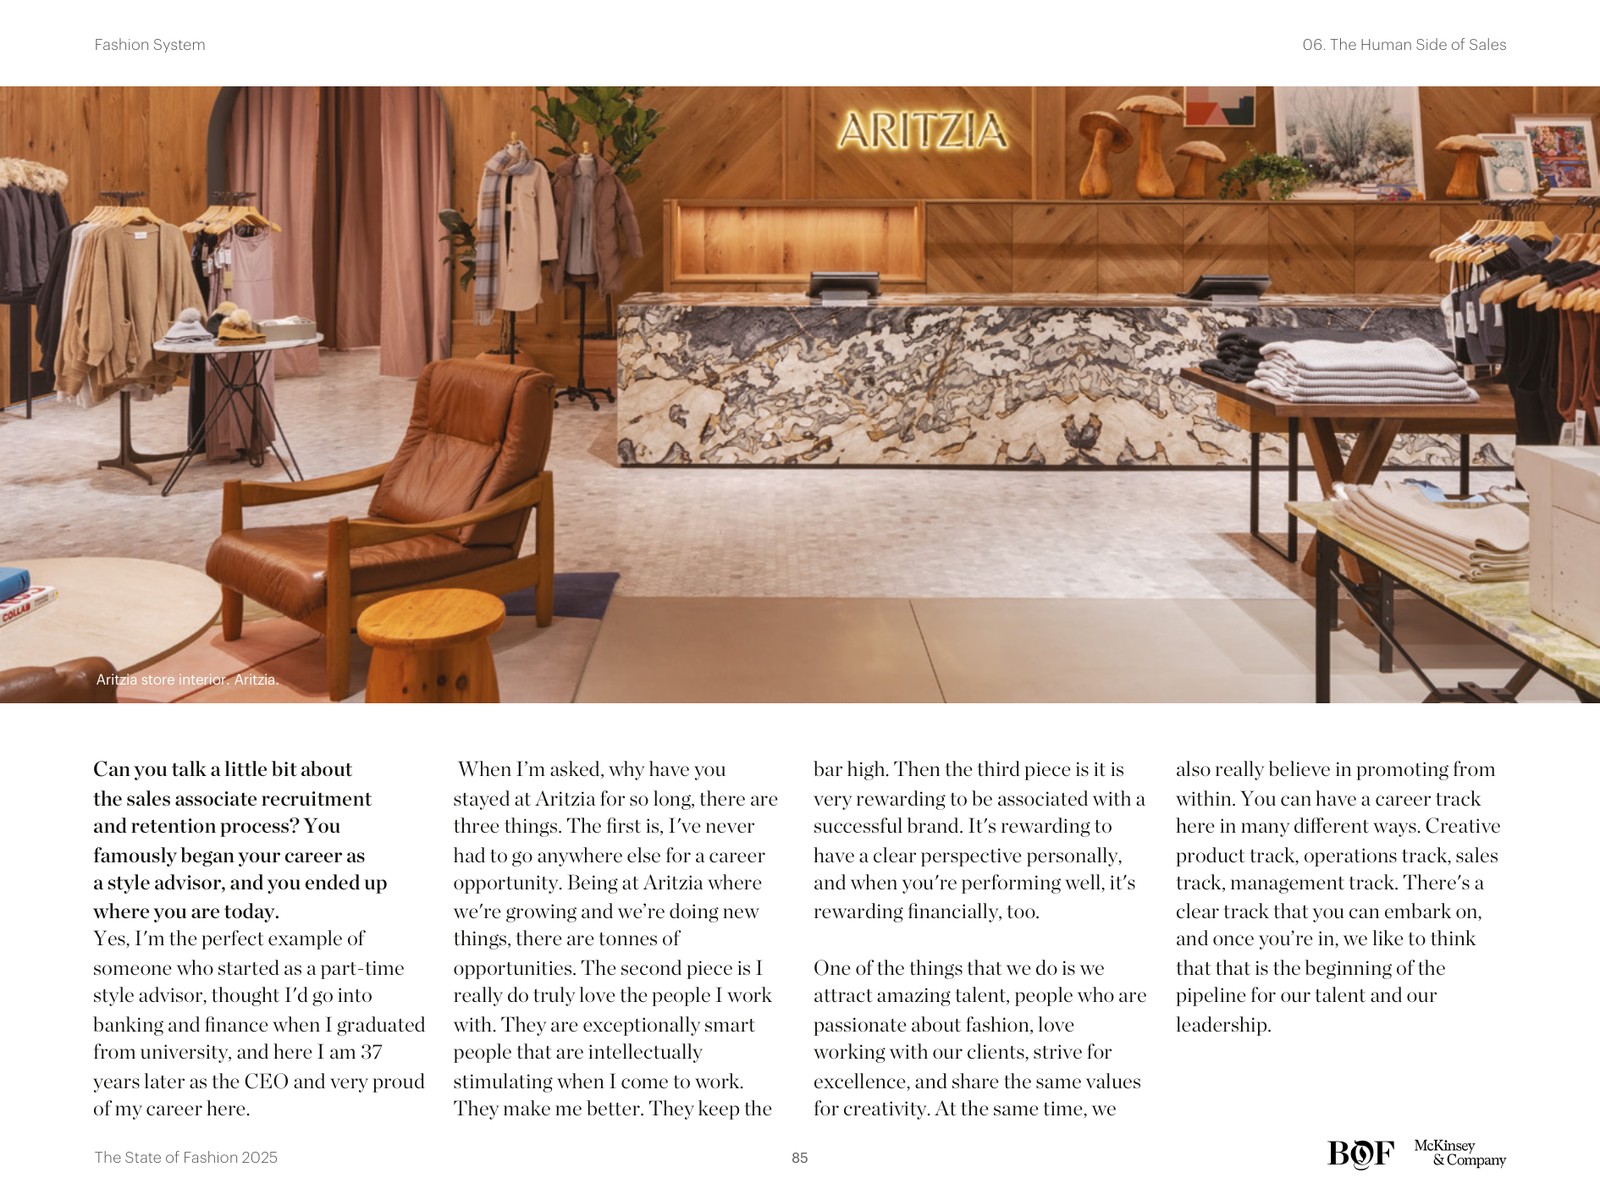 Fashion System
06. The Human Side of Sales
ARITZIA
COLLAB
Aritzia store interior. Aritzia.
Can you talk a little bit about
the sales associate recruitment
and retention process? You
famously began your career as
a style advisor, and you ended up
where you are today.
Yes, I'm the perfect example of
someone who started as a part-time
style advisor, thought I'd go into
banking and finance when I graduated
from university, and here I am 37
years later as the CEO and very proud
of my career here.
When I'm asked, why have you
stayed at Aritzia for so long, there are
three things. The first is, I've never
had to go anywhere else for a career
opportunity. Being at Aritzia where
we're growing and we're doing new
things, there are tonnes of
opportunities. The second piece is I
really do truly love the people I work
with. They are exceptionally smart
people that are intellectually
stimulating when I come to work.
They make me better. They keep the
bar high. Then the third piece is it is
very rewarding to be associated with a
successful brand. It's rewarding to
have a clear perspective personally,
and when you're performing well, it's
rewarding financially, too.
One of the things that we do is we
attract amazing talent, people who are
passionate about fashion, love
working with our clients, strive for
excellence, and share the same values
for creativity. At the same time, we
also really believe in promoting from
within. You can have a career track
here in many different ways. Creative
product track, operations track, sales
track, management track. There's a
clear track that you can embark on,
and once you're in, we like to think
that that is the beginning of the
pipeline for our talent and our
leadership.
The State of Fashion 2025
85
BOF
McKinsey
& Company